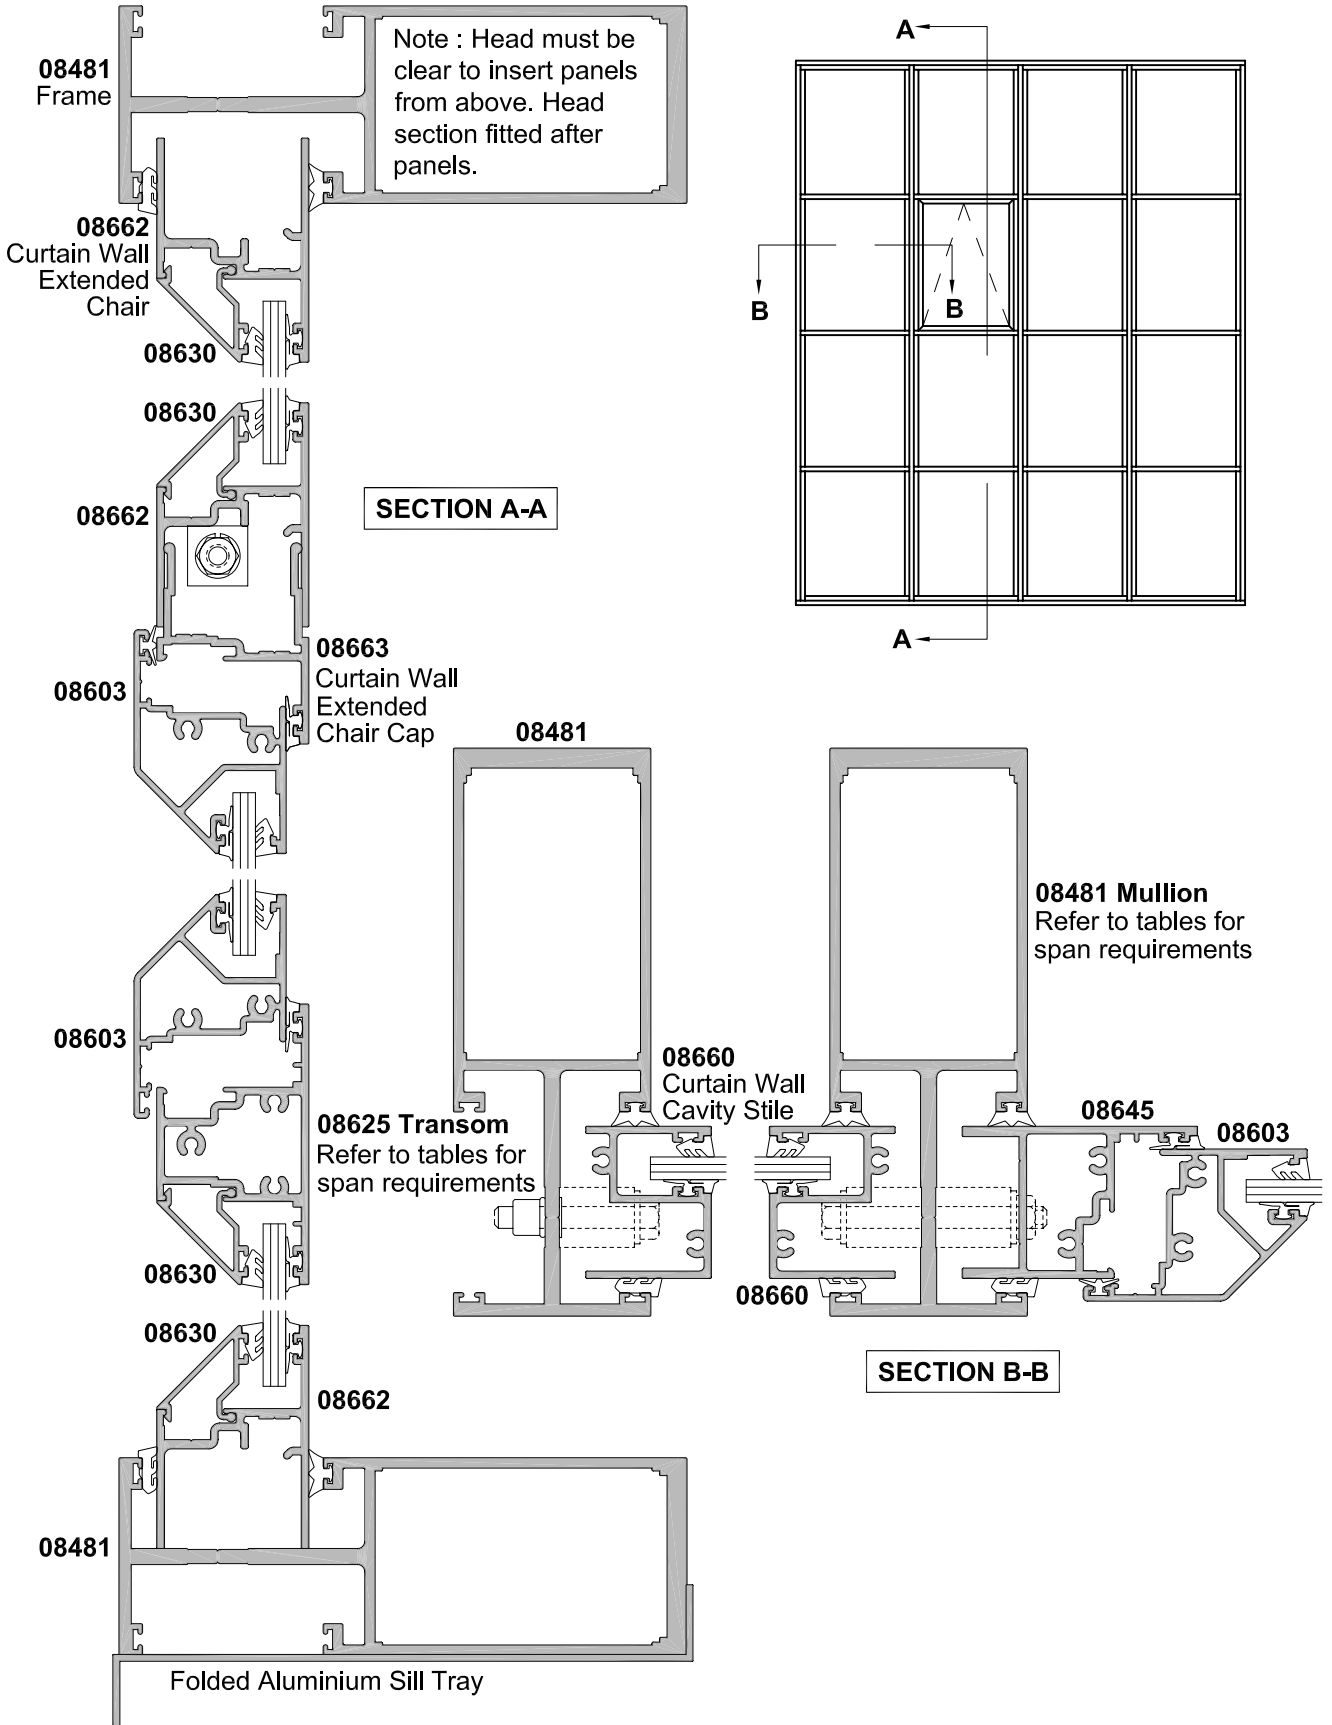 08481
Frame
Note : Head must be
clear to insert panels
from above. Head
section fitted after
panels.
08662
Curtain Wall
Extended
Chair
08630
08630
08662
SECTION A-A
08663
Curtain Wall
Extended
Chair Cap
08603
08603
08625 Transom
Refer to tables for
span requirements
08630
08630
08662
08481
Folded Aluminium Sill Tray
A
B
B
A
08481
08481 Mullion
Refer to tables for
span requirements
08660
Curtain Wall
Cavity Stile
08645
08603
08660
SECTION B-B